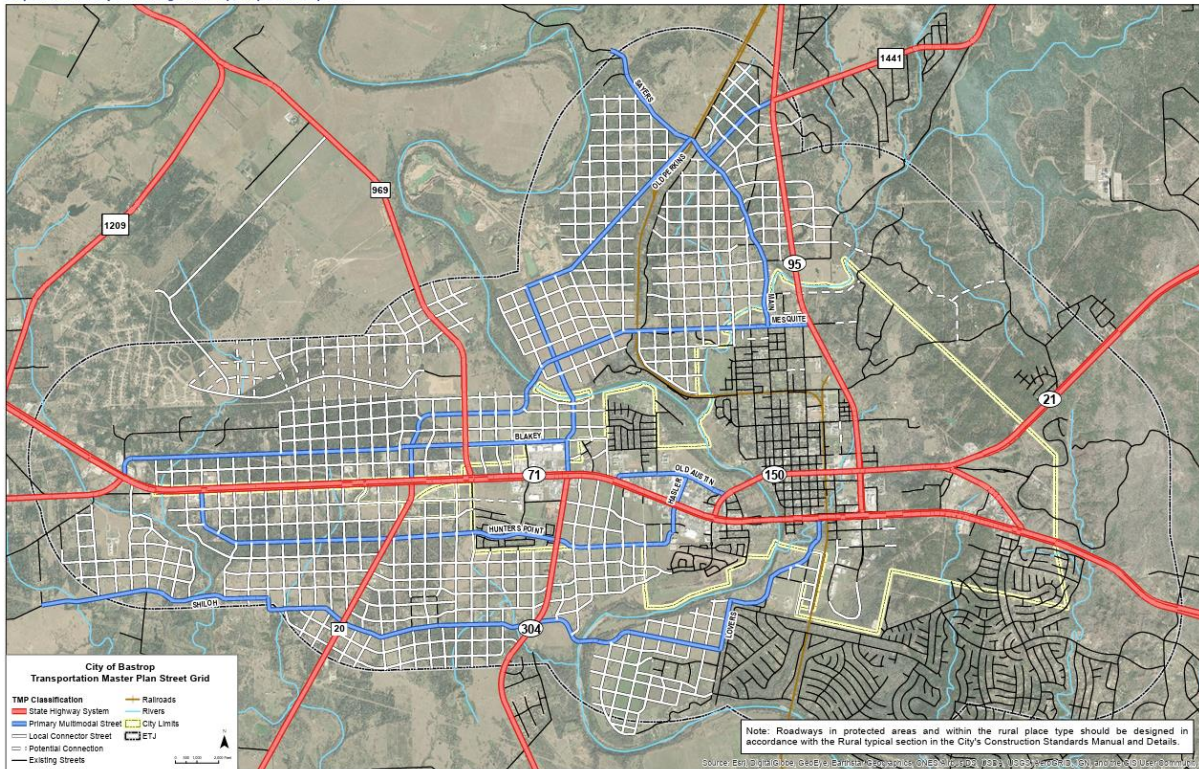 1441
SAYERS
OLD PERKINS
969
1209
95
MAIN
MESQUITE
21
BLAKEY
71
OLD AUSTIN
150
HASLER
HUNTERS POINT
SHILOH
20
304
LOVERS
City of Bastrop
Transportation Master Plan Street Grid
TMP Classification
State Highway System
Primary Multimodal Street
Local Connector Street
Potential Connection
Existing Streets
Railroads
Rivers
City Limits
ETJ
N
Note: Roadways in protected areas and within the rural place type should be designed in
accordance with the Rural typical section in the City's Construction Standards Manual and Details.